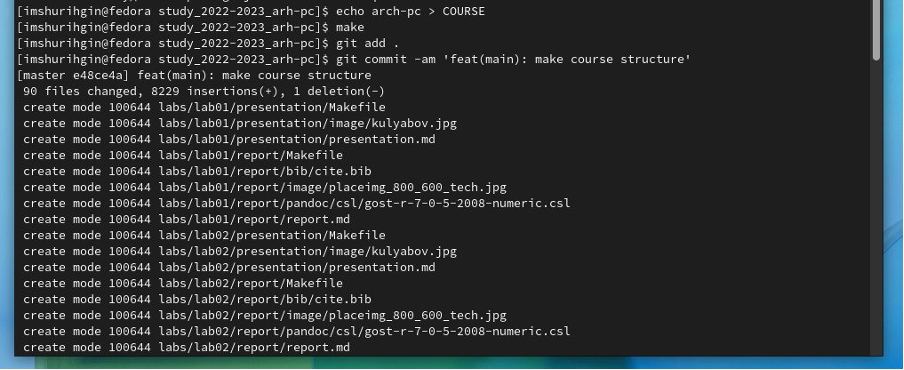 [imshurihgin@fedora study_2022-2023_arh-pc]$ echo arch-pc > COURSE
[imshurihgin@fedora study_2022-2023_arh-pc]$ make
[imshurihgin@fedora study_2022-2023_arh-pc]$ git add .
[imshurihgin@fedora study_2022-2023_arh-pc]$ git commit -am 'feat(main): make course structure'
[master e48ce4a] feat(main): make course structure
 90 files changed, 8229 insertions(+), 1 deletion(-)
 create mode 100644 labs/lab01/presentation/Makefile
 create mode 100644 labs/lab01/presentation/image/kulyabov.jpg
 create mode 100644 labs/lab01/presentation/presentation.md
 create mode 100644 labs/lab01/report/Makefile
 create mode 100644 labs/lab01/report/bib/cite.bib
 create mode 100644 labs/lab01/report/image/placeimg_800_600_tech.jpg
 create mode 100644 labs/lab01/report/pandoc/csl/gost-r-7-0-5-2008-numeric.csl
 create mode 100644 labs/lab01/report/report.md
 create mode 100644 labs/lab02/presentation/Makefile
 create mode 100644 labs/lab02/presentation/image/kulyabov.jpg
 create mode 100644 labs/lab02/presentation/presentation.md
 create mode 100644 labs/lab02/report/Makefile
 create mode 100644 labs/lab02/report/bib/cite.bib
 create mode 100644 labs/lab02/report/image/placeimg_800_600_tech.jpg
 create mode 100644 labs/lab02/report/pandoc/csl/gost-r-7-0-5-2008-numeric.csl
 create mode 100644 labs/lab02/report/report.md